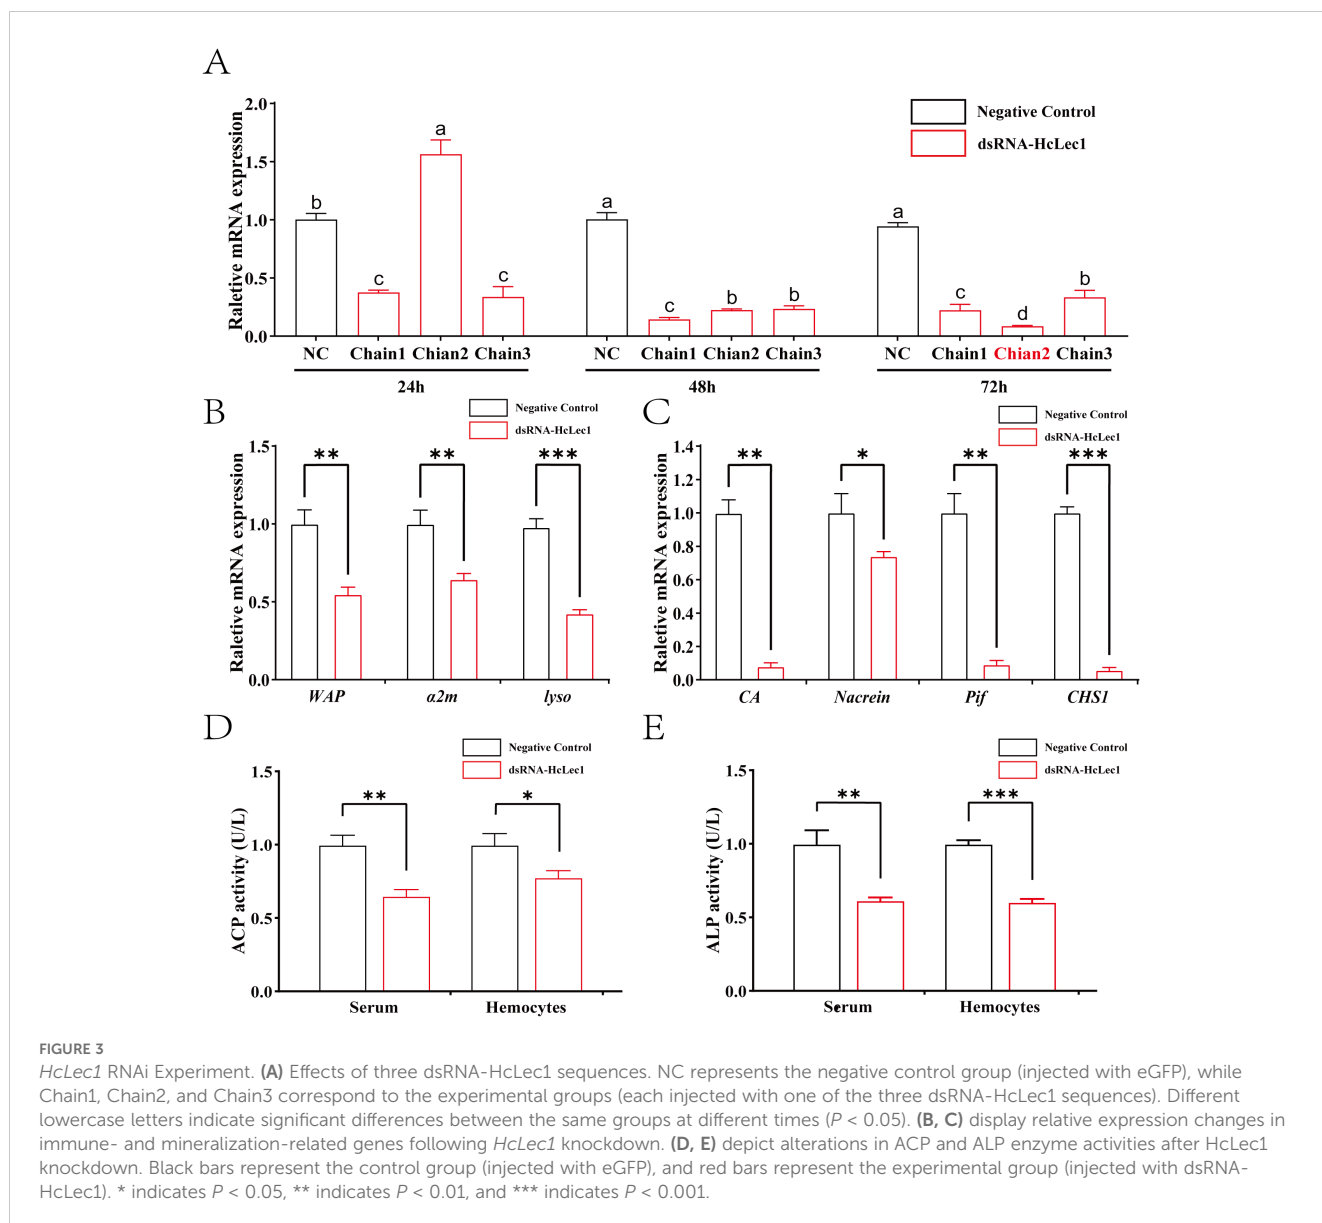 A
Raletive mRNA expression
2.0
1.5
1.0
0.5
0.0
b
c
a
c
a
c
b
b
a
c
d
b
Negative Control
dsRNA-HcLec1
NC Chain1 Chian2 Chain3 NC Chain1 Chian2 Chain3 NC Chain1 Chian2 Chain3
24h 48h 72h
B
Negative Control
dsRNA-HcLec1
Raletive mRNA expression
1.5
1.0
0.5
0.0
** ** ***
WAP α2m lyso
C
Negative Control
dsRNA-HcLec1
Raletive mRNA expression
1.4
1.2
1.0
0.8
0.6
0.4
0.2
0.0
** * ** ***
CA Nacrein Pif CHS1
D
Negative Control
dsRNA-HcLec1
ACP activity (U/L)
1.5
1.0
0.5
0.0
** *
Serum Hemocytes
E
Negative Control
dsRNA-HcLec1
ALP activity (U/L)
1.5
1.0
0.5
0.0
** ***
Serum Hemocytes
FIGURE 3
HcLec1 RNAi Experiment. (A) Effects of three dsRNA-HcLec1 sequences. NC represents the negative control group (injected with eGFP), while
Chain1, Chain2, and Chain3 correspond to the experimental groups (each injected with one of the three dsRNA-HcLec1 sequences). Different
lowercase letters indicate significant differences between the same groups at different times (P < 0.05). (B, C) display relative expression changes in
immune- and mineralization-related genes following HcLec1 knockdown. (D, E) depict alterations in ACP and ALP enzyme activities after HcLec1
knockdown. Black bars represent the control group (injected with eGFP), and red bars represent the experimental group (injected with dsRNA-
HcLec1). * indicates P < 0.05, ** indicates P < 0.01, and *** indicates P < 0.001.